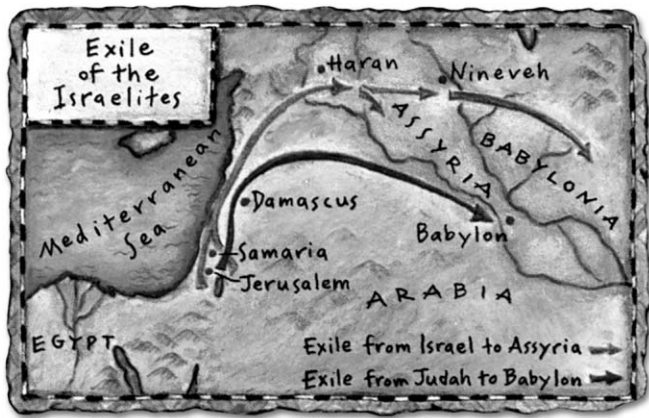 Exile
of the
Israelites
Haran
Nineveh
ASSYRIA
BABYLONIA
Mediterranean
Sea
Damascus
Babylon
Samaria
Jerusalem
ARABIA
EGYPT
Exile from Israel to Assyria
Exile from Judah to Babylon